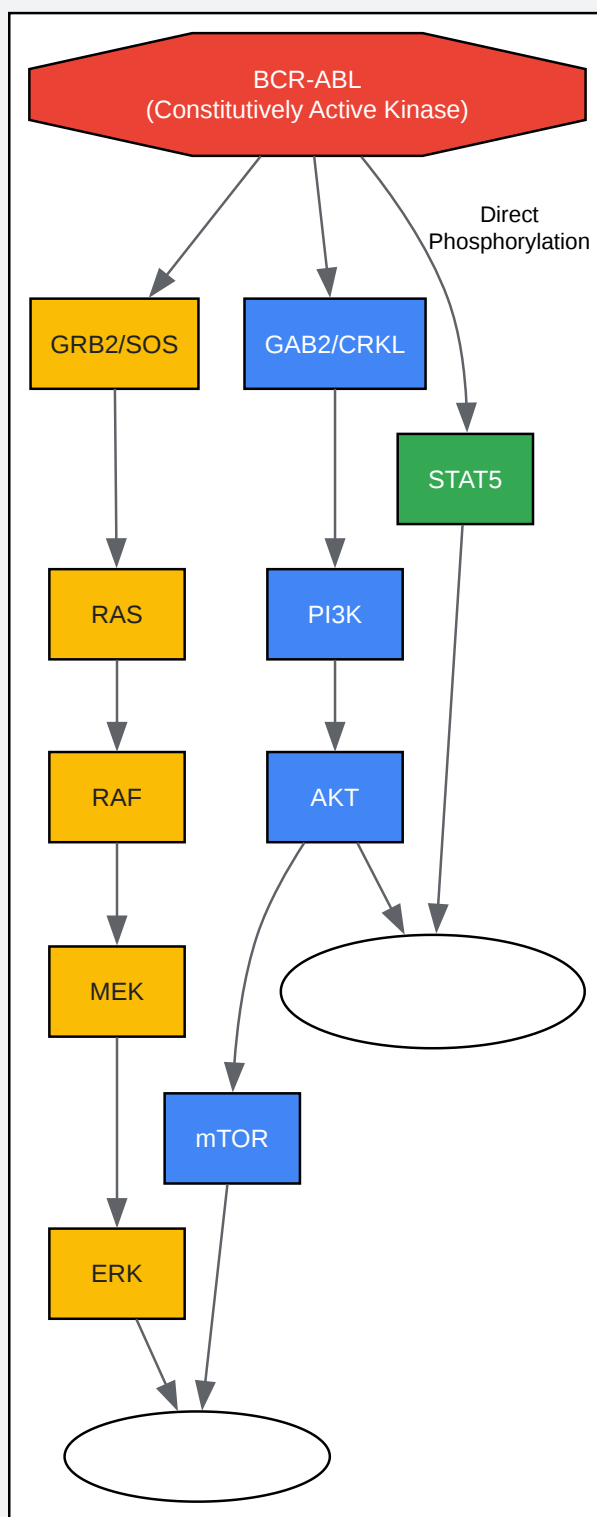 BCR-ABL
(Constitutively Active Kinase)
Direct
Phosphorylation
GRB2/SOS
GAB2/CRKL
STAT5
RAS
PI3K
RAF
AKT
MEK
mTOR
ERK